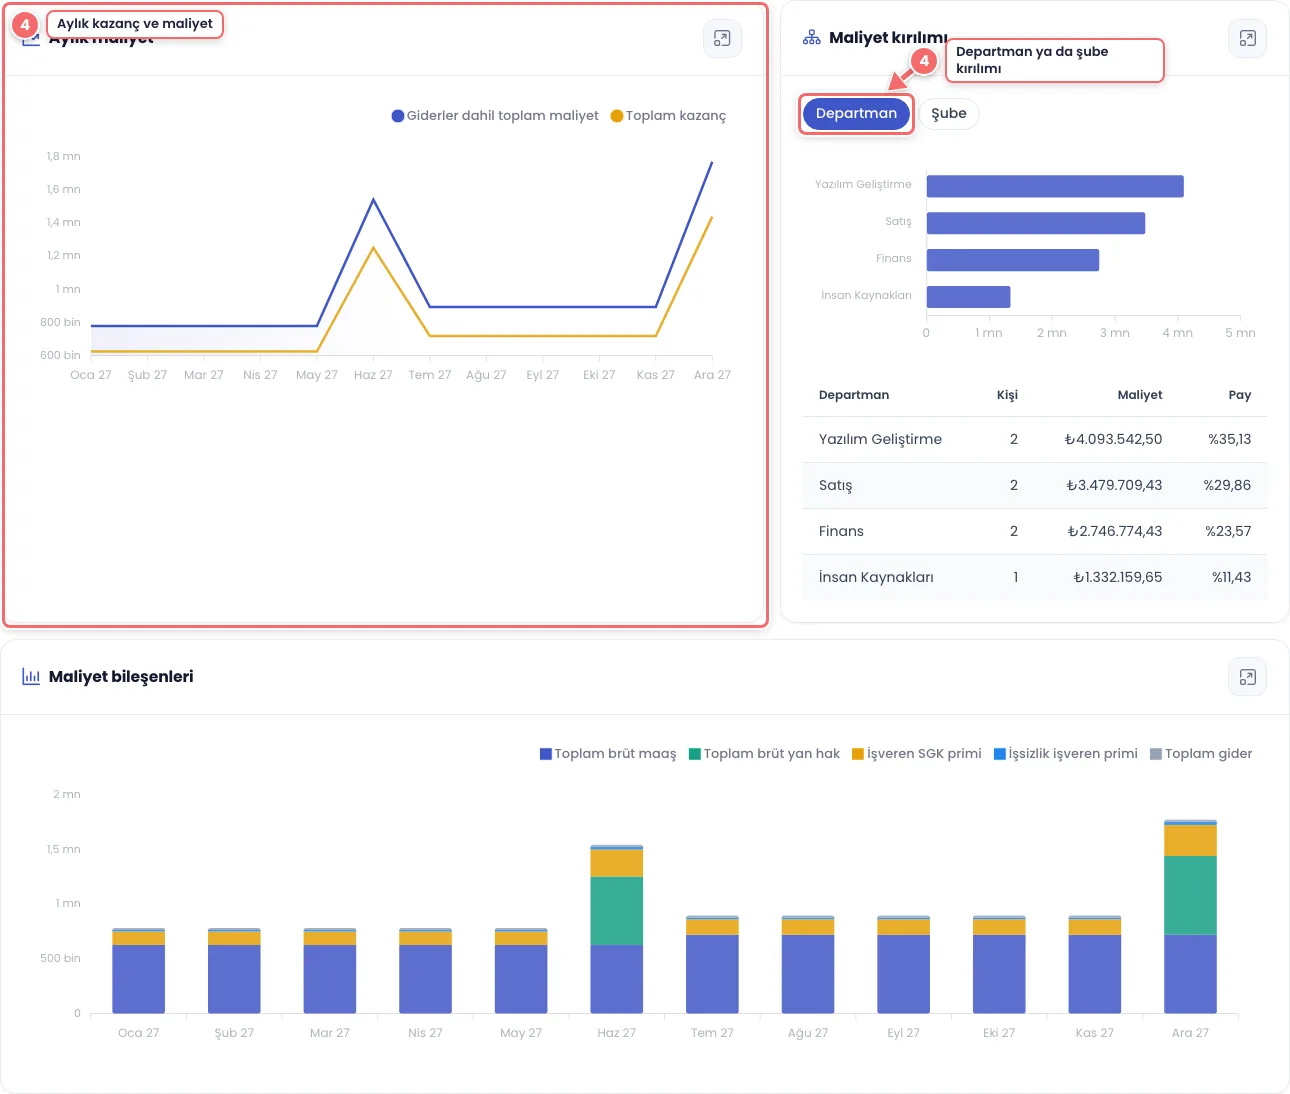 4
Aylık kazanç ve maliyet
Aylık maliyet
Giderler dahil toplam maliyet
Toplam kazanç
1,8 mn
1,6 mn
1,4 mn
1,2 mn
1 mn
800 bin
600 bin
Oca 27
Şub 27
Mar 27
Nis 27
May 27
Haz 27
Tem 27
Ağu 27
Eyl 27
Eki 27
Kas 27
Ara 27
Maliyet kırılımı
4
Departman ya da şube
kırılımı
Departman
Şube
Yazılım Geliştirme
Satış
Finans
İnsan Kaynakları
0
1 mn
2 mn
3 mn
4 mn
5 mn
Departman Kişi Maliyet Pay
Yazılım Geliştirme 2 ₺4.093.542,50 %35,13
Satış 2 ₺3.479.709,43 %29,86
Finans 2 ₺2.746.774,43 %23,57
İnsan Kaynakları 1 ₺1.332.159,65 %11,43
Maliyet bileşenleri
Toplam brüt maaş
Toplam brüt yan hak
İşveren SGK primi
İşsizlik işveren primi
Toplam gider
2 mn
1,5 mn
1 mn
500 bin
0
Oca 27
Şub 27
Mar 27
Nis 27
May 27
Haz 27
Tem 27
Ağu 27
Eyl 27
Eki 27
Kas 27
Ara 27